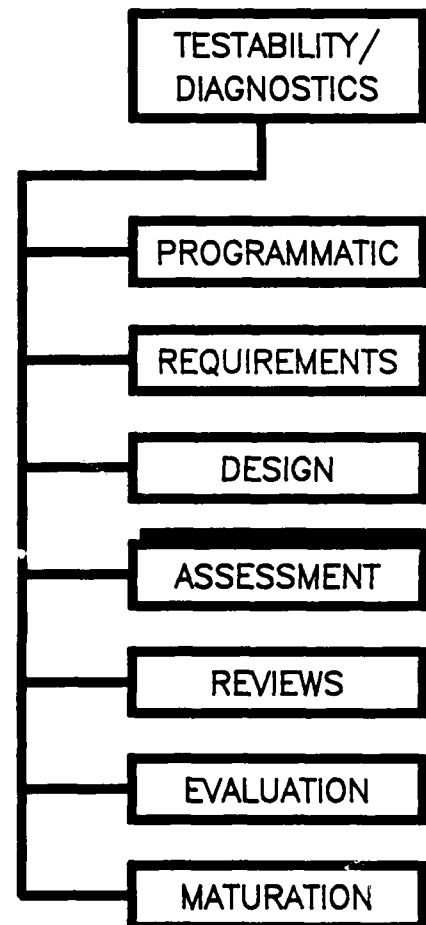 TESTABILITY/
DIAGNOSTICS
PROGRAMMATIC
REQUIREMENTS
DESIGN
ASSESSMENT
REVIEWS
EVALUATION
MATURATION